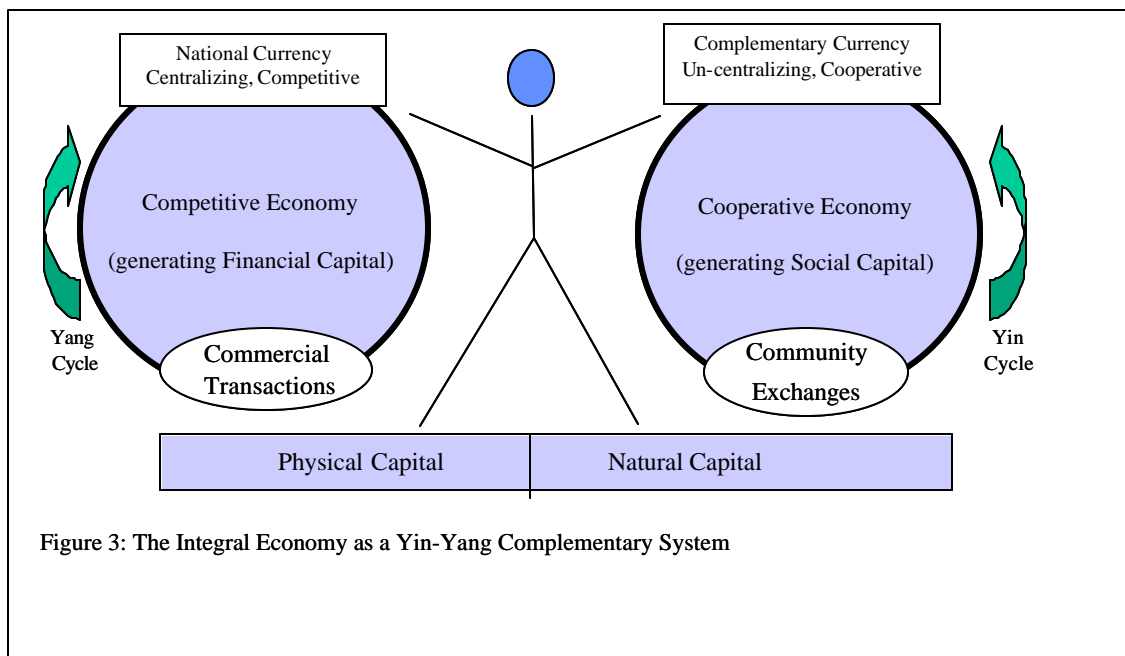 National Currency
Centralizing, Competitive
Complementary Currency
Un-centralizing, Cooperative
Competitive Economy
(generating Financial Capital)
Cooperative Economy
(generating Social Capital)
Yang
Cycle
Commercial
Transactions
Community
Exchanges
Yin
Cycle
Physical Capital
Natural Capital
Figure 3: The Integral Economy as a Yin-Yang Complementary System